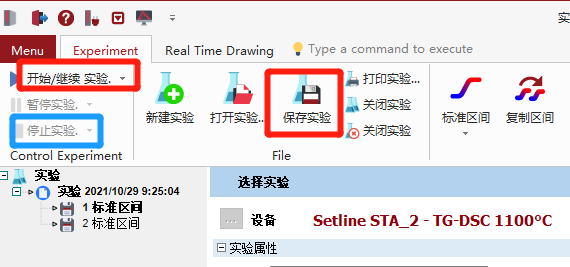 实
Menu Experiment Real Time Drawing Type a command to execute
开始/继续 实验.
暂停实验.
停止实验.
Control Experiment
新建实验 打开实验.. 保存实验
打印实验...
关闭实验
关闭实验
File
标准区间 复制区间
实验
实验 2021/10/29 9:25:04
1 标准区间
2 标准区间
选择实验
... 设备 Setline STA_2 - TG-DSC 1100°C
实验属性